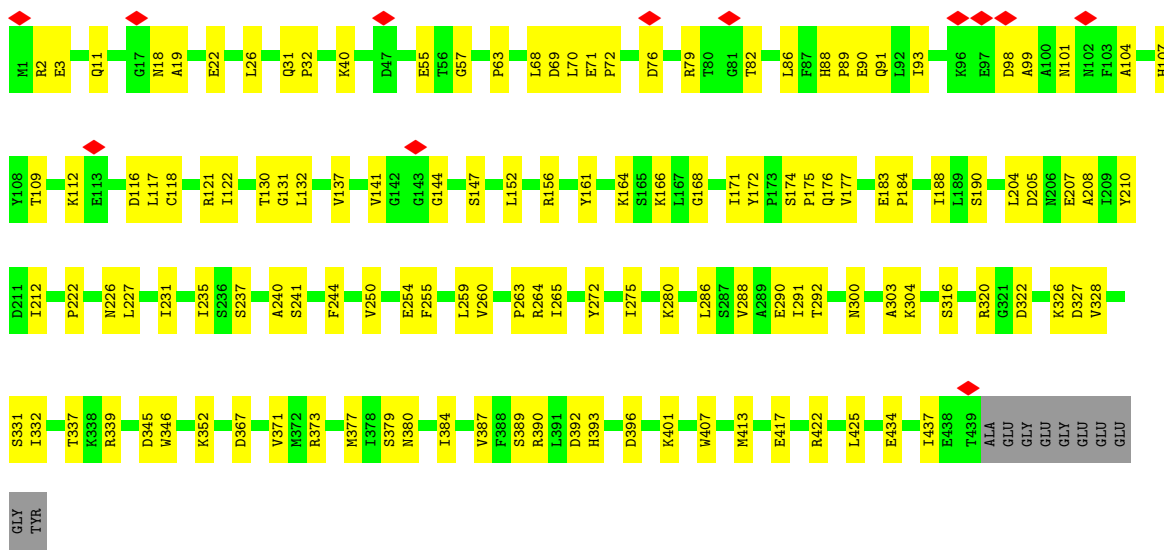 M1 R2 E3 Q11 G17 N18 A19 E22 L26 Q31 P32 K40 D47 E55 T56 G57 P63 L68 D69 L70 E71 P72 D76 R79 T80 G81 T82 L86 F87 H88 P89 E90 Q91 L92 I93 K96 E97 D98 A99 A100 N101 N102 F103 A104 H107
Y108 T109 K112 E113 D116 L117 C118 R121 I122 T130 G131 L132 V137 V141 G142 G143 G144 S147 L152 R156 Y161 K164 S165 K166 L167 G168 I171 Y172 P173 S174 P175 Q176 V177 E183 P184 I188 L189 S190 L204 D205 N206 E207 A208 I209 Y210
D211 I212 P222 N226 L227 I231 I235 S236 S237 A240 S241 F244 V250 E254 F255 L259 V260 P263 R264 I265 Y272 I275 K280 L286 S287 V288 A289 E290 I291 T292 N300 A303 K304 S316 R320 G321 D322 K326 D327 V328
S331 I332 T337 K338 R339 D345 W346 K352 D367 V371 M372 R373 M377 I378 S379 N380 I384 V387 F388 S389 R390 L391 D392 H393 D396 K401 W407 M413 E417 R422 L425 E434 I437 E438 T439 ALA GLU GLY GLU GLY GLU GLU GLU
GLY TYR